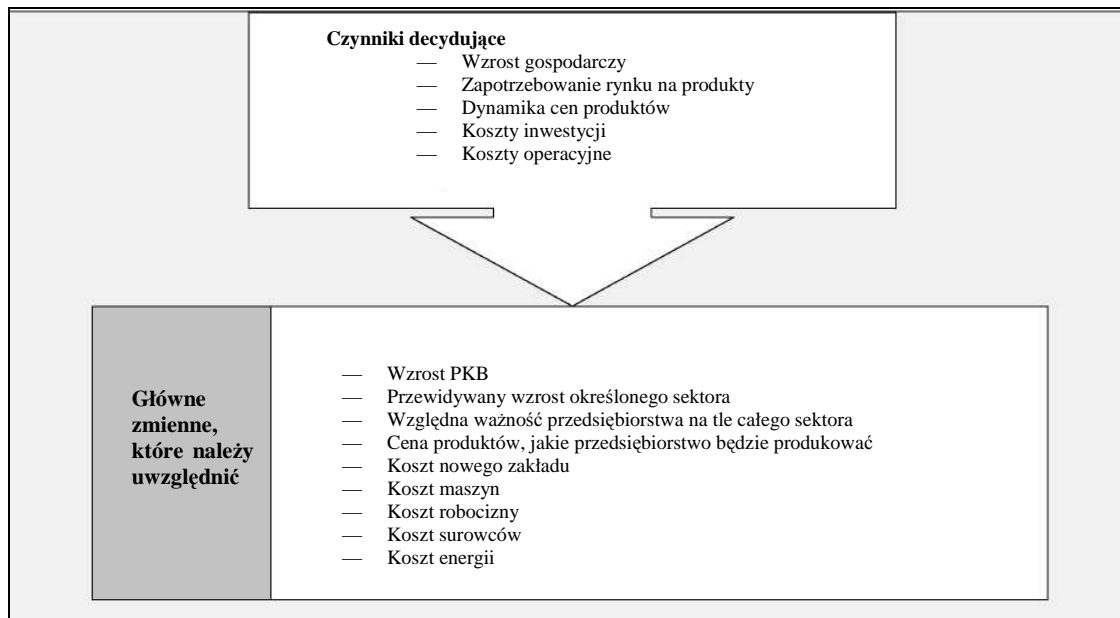 Czynniki decydujące
— Wzrost gospodarczy
— Zapotrzebowanie rynku na produkty
— Dynamika cen produktów
— Koszty inwestycji
— Koszty operacyjne
Główne
zmienne,
które należy
uwzględnić
— Wzrost PKB
— Przewidywany wzrost określonego sektora
— Względna ważność przedsiębiorstwa na tle całego sektora
— Cena produktów, jakie przedsiębiorstwo będzie produkować
— Koszt nowego zakładu
— Koszt maszyn
— Koszt robocizny
— Koszt surowców
— Koszt energii